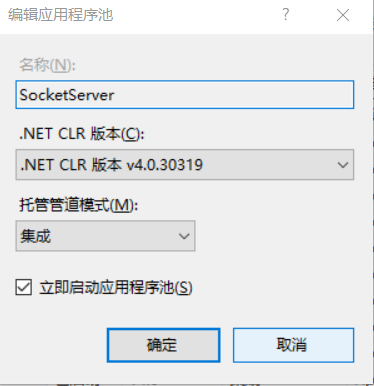 编辑应用程序池
?
名称(N):
SocketServer
.NET CLR 版本(C):
.NET CLR 版本 v4.0.30319
托管管道模式(M):
集成
立即启动应用程序池(S)
确定
取消